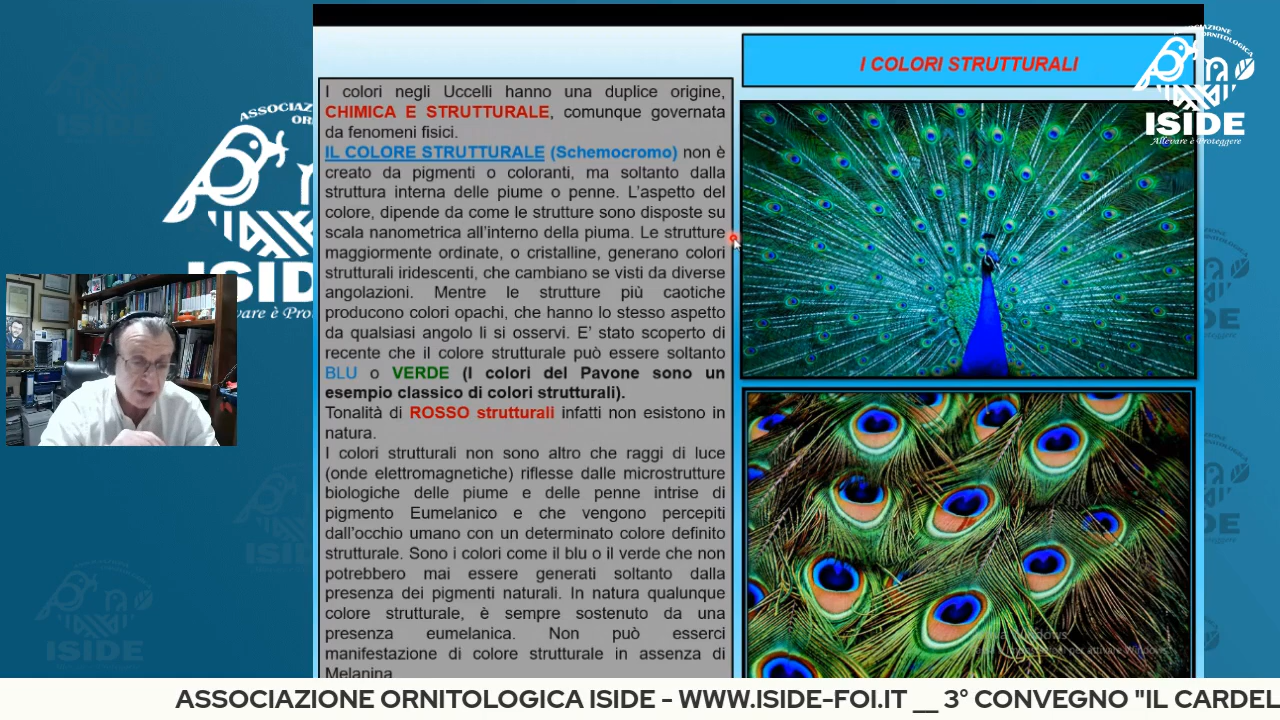 I COLORI STRUTTURALI
ASSOCIAZIONE
ORNITOLOGICA
ISIDE
Allevare è Proteggere
I colori negli Uccelli hanno una duplice origine,
CHIMICA E STRUTTURALE, comunque governata
da fenomeni fisici.
IL COLORE STRUTTURALE (Schemocromo) non è
creato da pigmenti o coloranti, ma soltanto dalla
struttura interna delle piume o penne. L'aspetto del
colore, dipende da come le strutture sono disposte su
scala nanometrica all'interno della piuma. Le strutture
maggiormente ordinate, o cristalline, generano colori
strutturali iridescenti, che cambiano se visti da diverse
angolazioni. Mentre le strutture più caotiche
producono colori opachi, che hanno lo stesso aspetto
da qualsiasi angolo li si osservi. E' stato scoperto di
recente che il colore strutturale può essere soltanto
BLU o VERDE (I colori del Pavone sono un
esempio classico di colori strutturali).
Tonalità di ROSSO strutturali infatti non esistono in
natura.
I colori strutturali non sono altro che raggi di luce
(onde elettromagnetiche) riflesse dalle microstrutture
biologiche delle piume e delle penne intrise di
pigmento Eumelanico e che vengono percepiti
dall'occhio umano con un determinato colore definito
strutturale. Sono i colori come il blu o il verde che non
potrebbero mai essere generati soltanto dalla
presenza dei pigmenti naturali. In natura qualunque
colore strutturale, è sempre sostenuto da una
presenza eumelanica. Non può esserci
manifestazione di colore strutturale in assenza di
Melanina
ASSOCIAZIONE ORNITOLOGICA ISIDE - WWW.ISIDE-FOI.IT __ 3° CONVEGNO "IL CARDEL